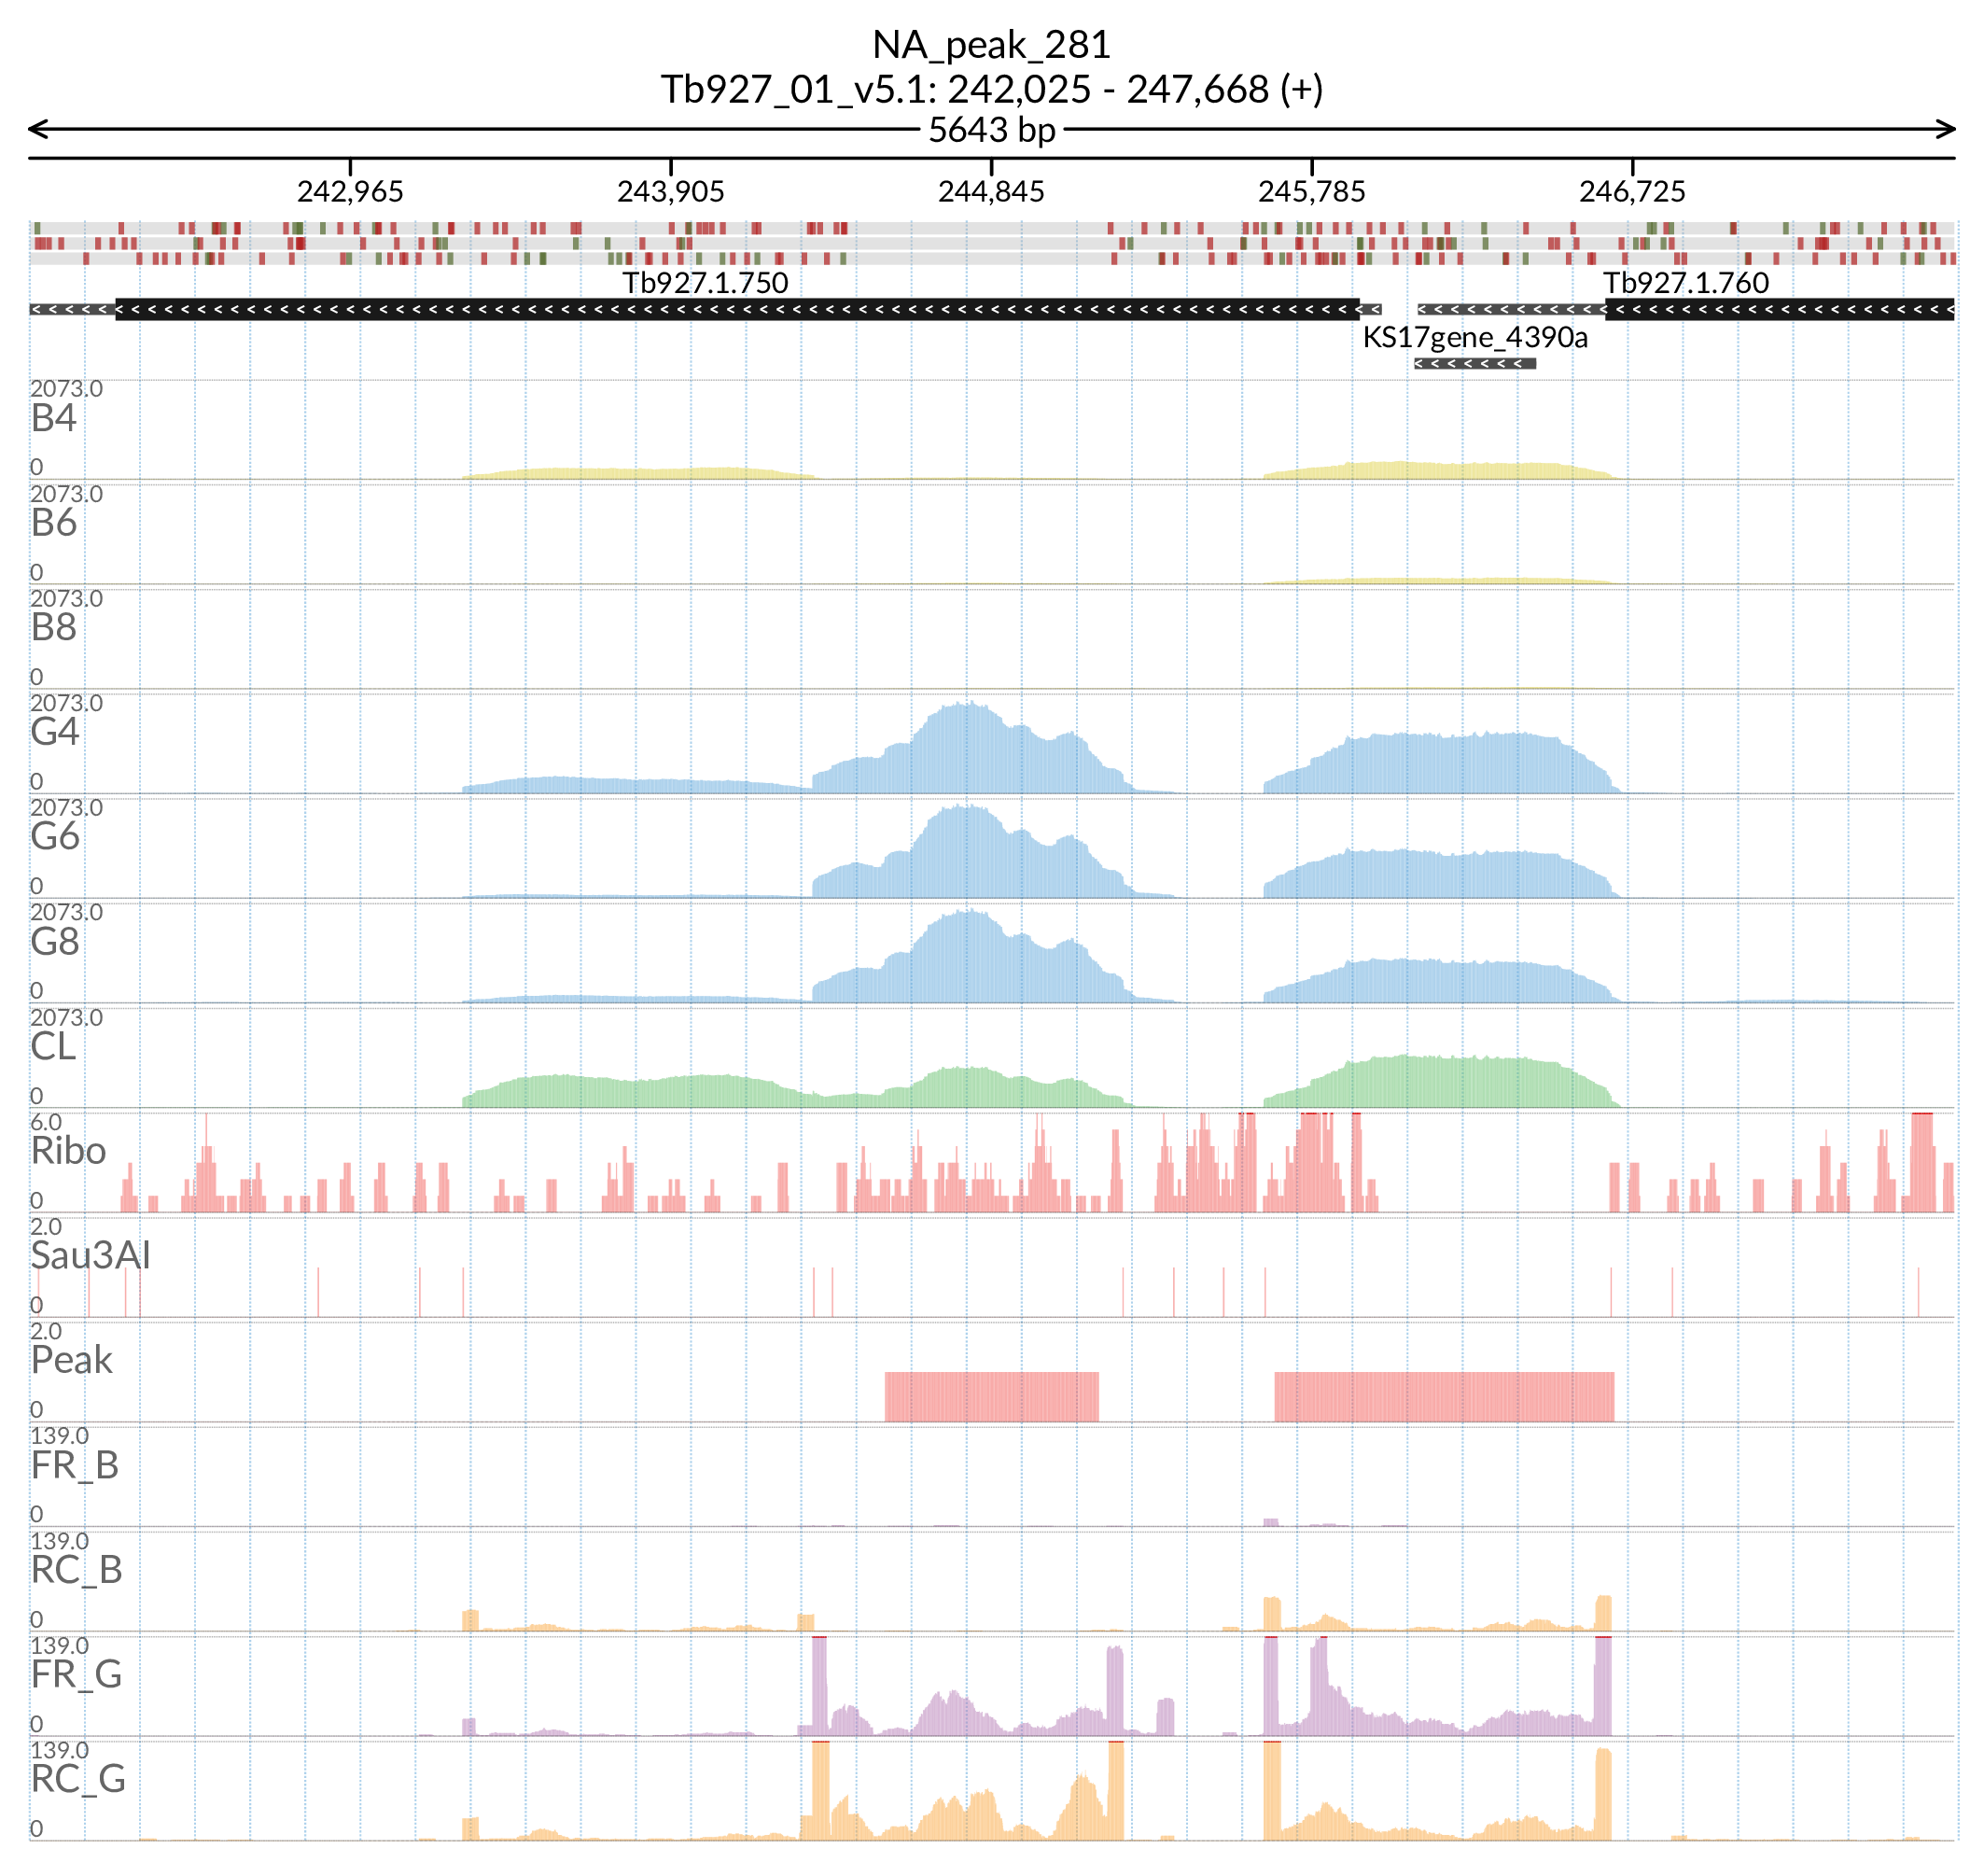 NA_peak_281
Tb927_01_v5.1: 242,025 - 247,668 (+)
5643 bp
242,965 243,905 244,845 245,785 246,725
Tb927.1.750 Tb927.1.760
KS17gene_4390a
2073.0
B4
0
2073.0
B6
0
2073.0
B8
0
2073.0
G4
0
2073.0
G6
0
2073.0
G8
0
2073.0
CL
0
6.0
Ribo
0
2.0
Sau3AI
0
2.0
Peak
0
139.0
FR_B
0
139.0
RC_B
0
139.0
FR_G
0
139.0
RC_G
0